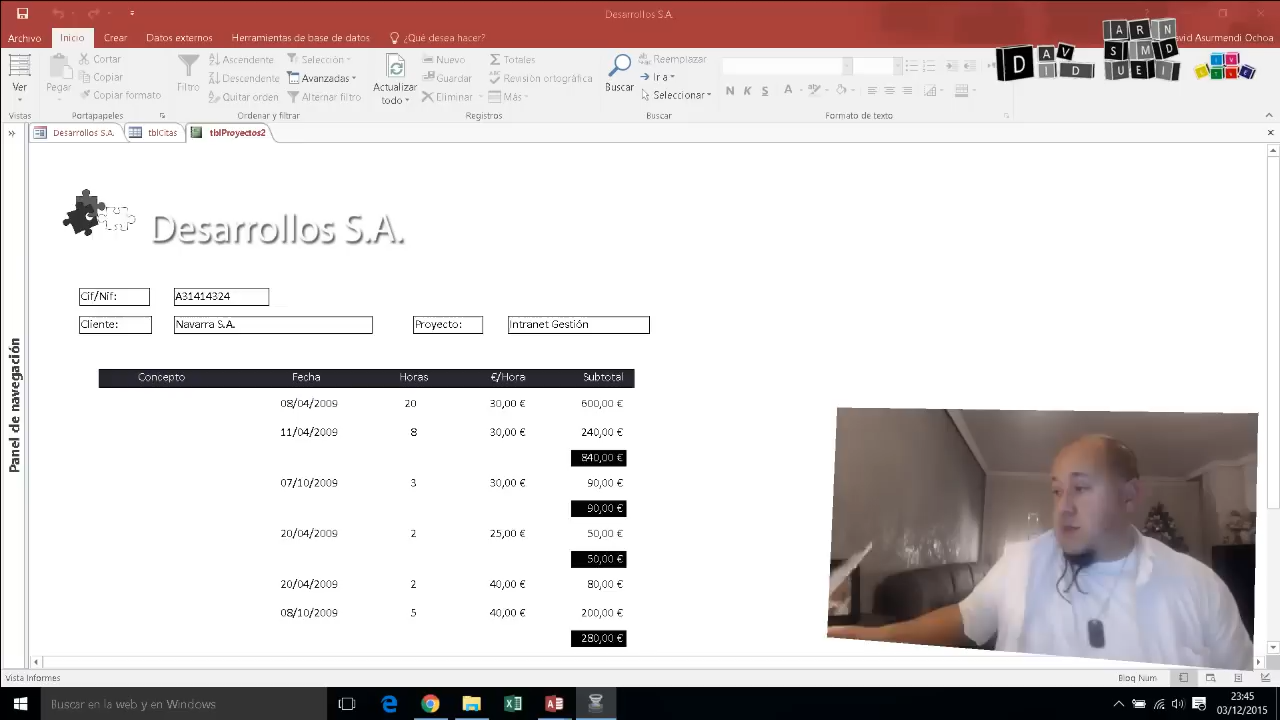 Desarrollos S.A.
Archivo Inicio Crear Datos externos Herramientas de base de datos ¿Qué desea hacer? David Asurmendi Ochoa
Ver
Pegar
Cortar
Copiar
Copiar formato
Filtro
Ascendente
Descendente
Quitar orden
Selección
Avanzadas
Alternar filtro
Actualizar
todo
Nuevo
Guardar
Eliminar
Totales
Revisión ortográfica
Más
Buscar
Reemplazar
Ir a
Seleccionar
N K S
Vistas Portapapeles Ordenar y filtrar Registros Buscar Formato de texto
Desarrollos S.A. tblCitas tblProyectos2
Panel de navegación
Desarrollos S.A.
Cif/Nif: A31414324
Cliente: Navarra S.A. Proyecto: Intranet Gestión
Concepto Fecha Horas €/Hora Subtotal
08/04/2009 20 30,00 € 600,00 €
11/04/2009 8 30,00 € 240,00 €
840,00 €
07/10/2009 3 30,00 € 90,00 €
90,00 €
20/04/2009 2 25,00 € 50,00 €
50,00 €
20/04/2009 2 40,00 € 80,00 €
08/10/2009 5 40,00 € 200,00 €
280,00 €
Vista Informes Bloq Num
Buscar en la web y en Windows
23:45
03/12/2015